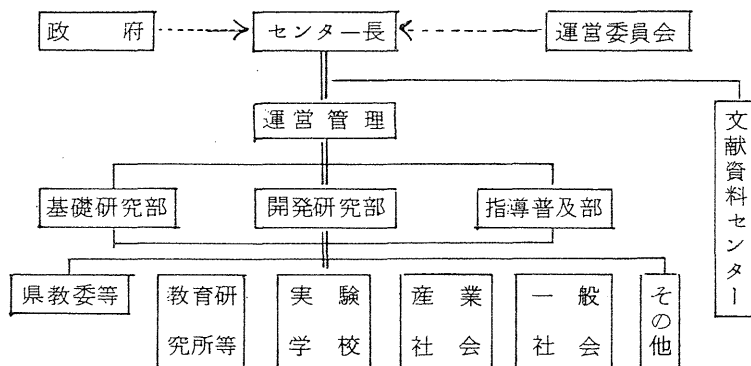 政府
センター長
運営委員会
運営管理
文献資料センター
基礎研究部
開発研究部
指導普及部
県教委等
教育研
究所等
実験
学校
産業
社会
一般
社会
その他